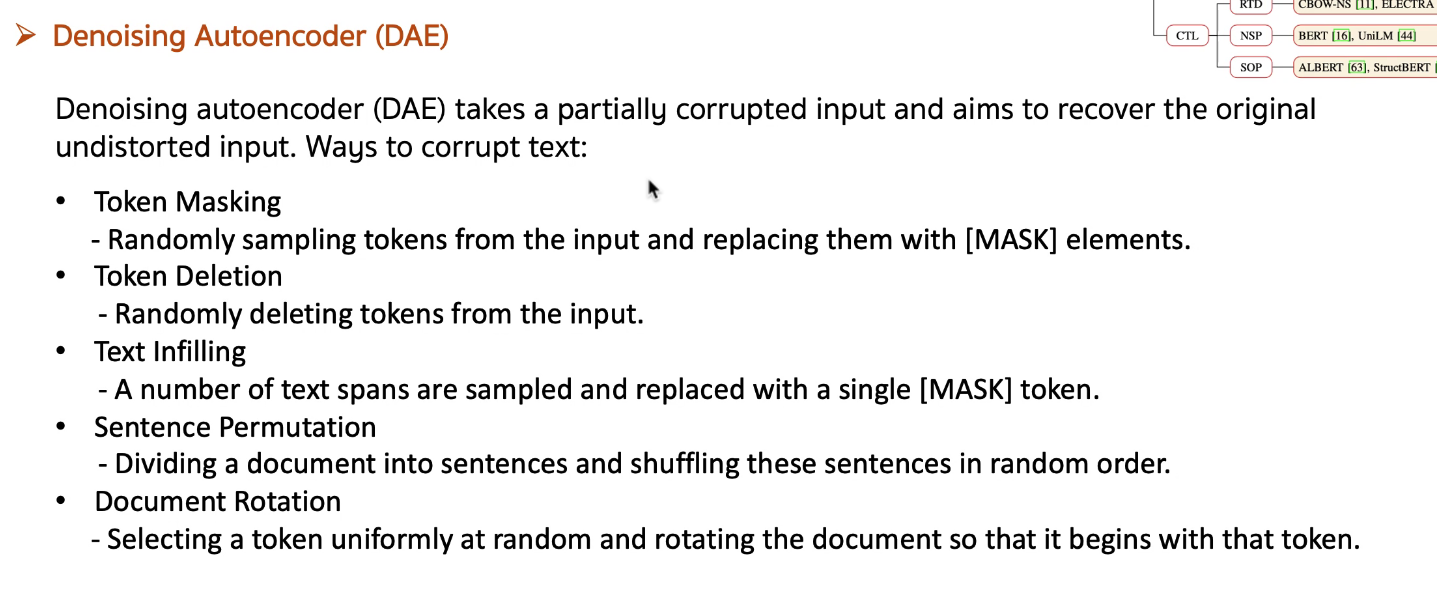 ➢ Denoising Autoencoder (DAE)
RTD CBOW-NS [11], ELECTRA
CTL NSP BERT [16], UniLM [44]
SOP ALBERT [63], StructBERT [
Denoising autoencoder (DAE) takes a partially corrupted input and aims to recover the original
undistorted input. Ways to corrupt text:
• Token Masking
- Randomly sampling tokens from the input and replacing them with [MASK] elements.
• Token Deletion
- Randomly deleting tokens from the input.
• Text Infilling
- A number of text spans are sampled and replaced with a single [MASK] token.
• Sentence Permutation
- Dividing a document into sentences and shuffling these sentences in random order.
• Document Rotation
- Selecting a token uniformly at random and rotating the document so that it begins with that token.